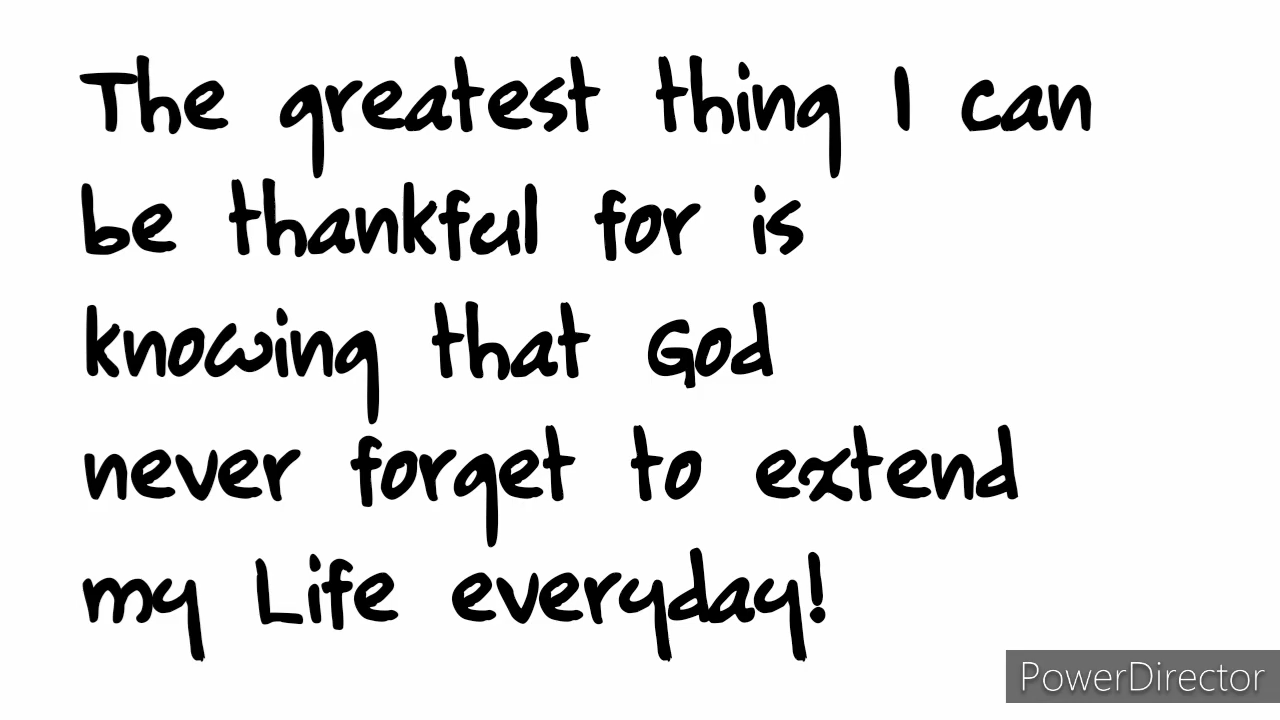 The greatest thing I can
be thankful for is
knowing that God
never forget to extend
my Life everyday!
PowerDirector